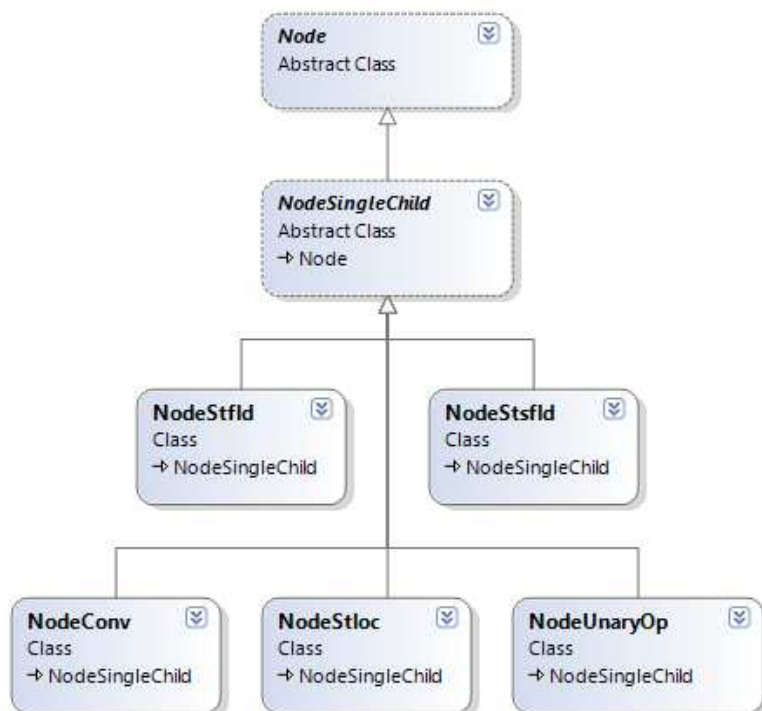 Node
Abstract Class
NodeSingleChild
Abstract Class
→ Node
NodeStfld
Class
→ NodeSingleChild
NodeStsfld
Class
→ NodeSingleChild
NodeConv
Class
→ NodeSingleChild
NodeStloc
Class
→ NodeSingleChild
NodeUnaryOp
Class
→ NodeSingleChild